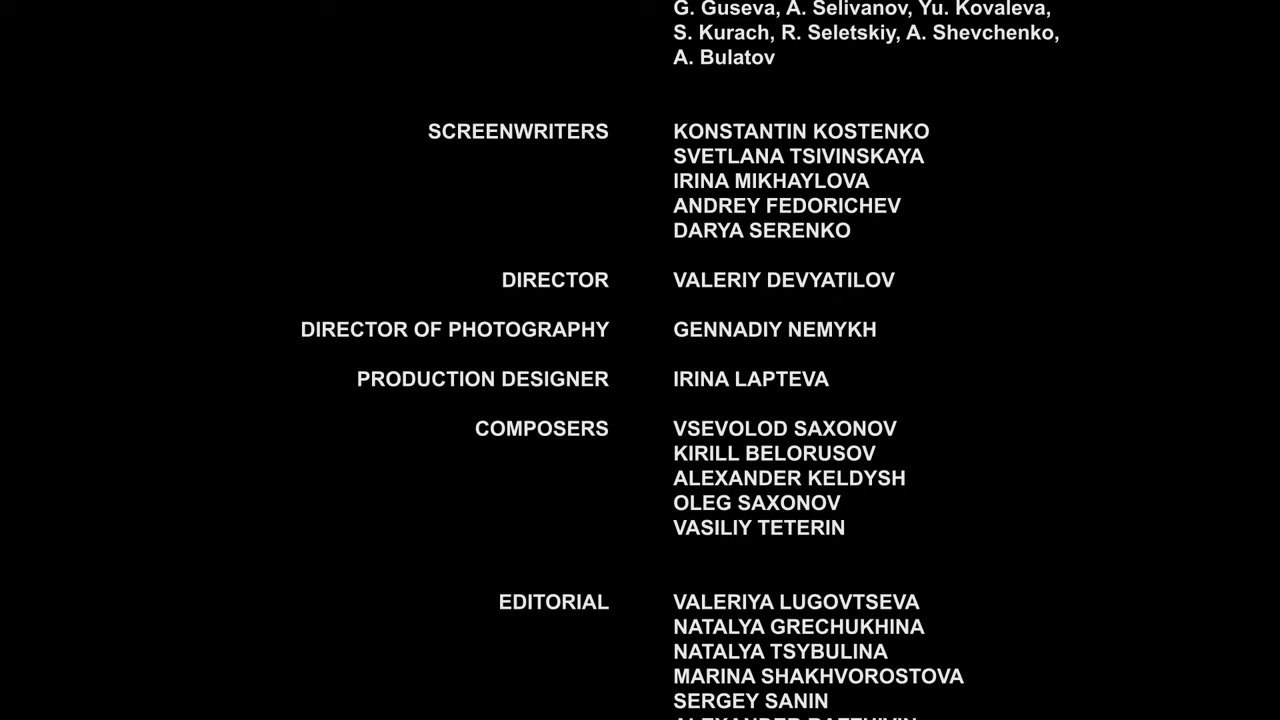 G. Guseva, A. Selivanov, Yu. Kovaleva,
S. Kurach, R. Seletskiy, A. Shevchenko,
A. Bulatov
SCREENWRITERS KONSTANTIN KOSTENKO
SVETLANA TSIVINSKAYA
IRINA MIKHAYLOVA
ANDREY FEDORICHEV
DARYA SERENKO
DIRECTOR VALERIY DEVYATILOV
DIRECTOR OF PHOTOGRAPHY GENNADIY NEMYKH
PRODUCTION DESIGNER IRINA LAPTEVA
COMPOSERS VSEVOLOD SAXONOV
KIRILL BELORUSOV
ALEXANDER KELDYSH
OLEG SAXONOV
VASILIY TETERIN
EDITORIAL VALERIYA LUGOVTSEVA
NATALYA GRECHUKHINA
NATALYA TSYBULINA
MARINA SHAKHVOROSTOVA
SERGEY SANIN